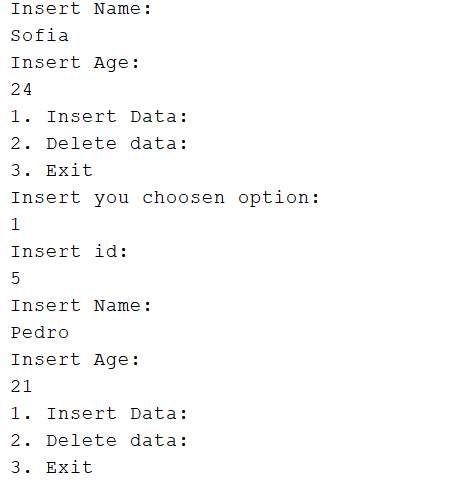 Insert Name:
Sofia
Insert Age:
24
1. Insert Data:
2. Delete data:
3. Exit
Insert you choosen option:
1
Insert id:
5
Insert Name:
Pedro
Insert Age:
21
1. Insert Data:
2. Delete data:
3. Exit